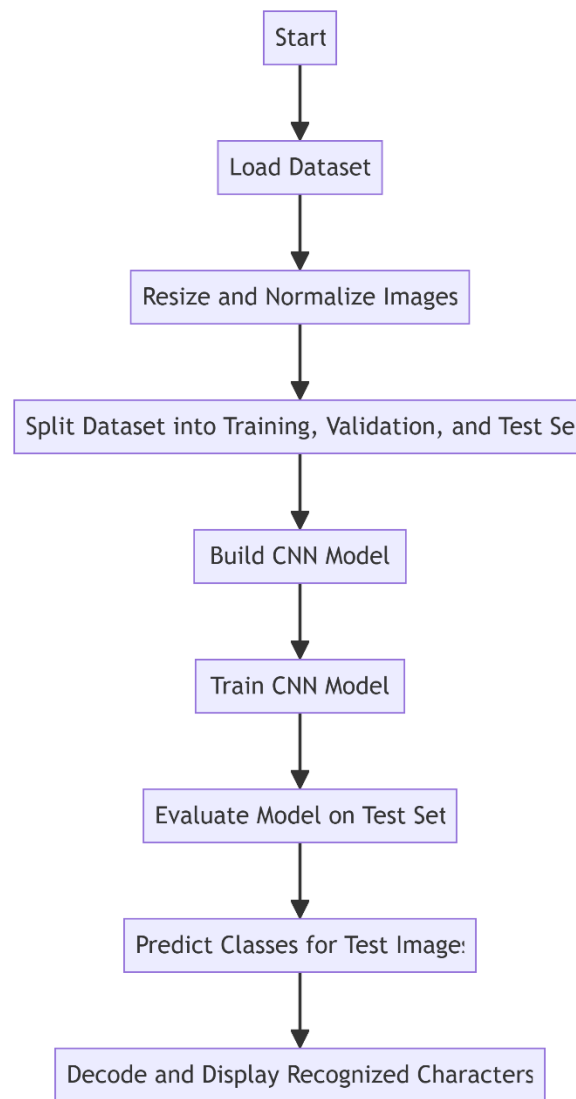 Start
Load Dataset
Resize and Normalize Images
Split Dataset into Training, Validation, and Test Se
Build CNN Model
Train CNN Model
Evaluate Model on Test Set
Predict Classes for Test Images
Decode and Display Recognized Characters